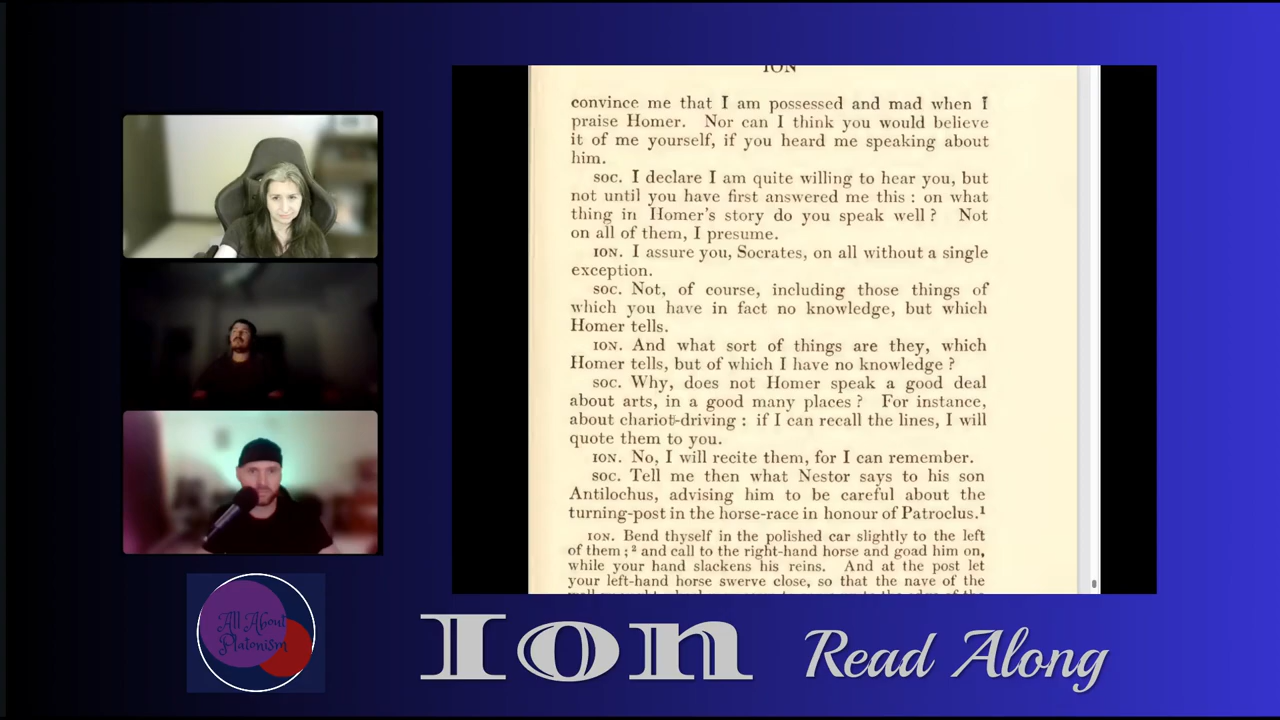 ION
convince me that I am possessed and mad when I
praise Homer. Nor can I think you would believe
it of me yourself, if you heard me speaking about
him.
SOC. I declare I am quite willing to hear you, but
not until you have first answered me this : on what
thing in Homer's story do you speak well ? Not
on all of them, I presume.
ION. I assure you, Socrates, on all without a single
exception.
SOC. Not, of course, including those things of
which you have in fact no knowledge, but which
Homer tells.
ION. And what sort of things are they, which
Homer tells, but of which I have no knowledge ?
SOC. Why, does not Homer speak a good deal
about arts, in a good many places ? For instance,
about chariot-driving : if I can recall the lines, I will
quote them to you.
ION. No, I will recite them, for I can remember.
SOC. Tell me then what Nestor says to his son
Antilochus, advising him to be careful about the
turning-post in the horse-race in honour of Patroclus.¹
ION. Bend thyself in the polished car slightly to the left
of them ; ² and call to the right-hand horse and goad him on,
while your hand slackens his reins. And at the post let
your left-hand horse swerve close, so that the nave of the
All About
Platonism
Ion Read Along